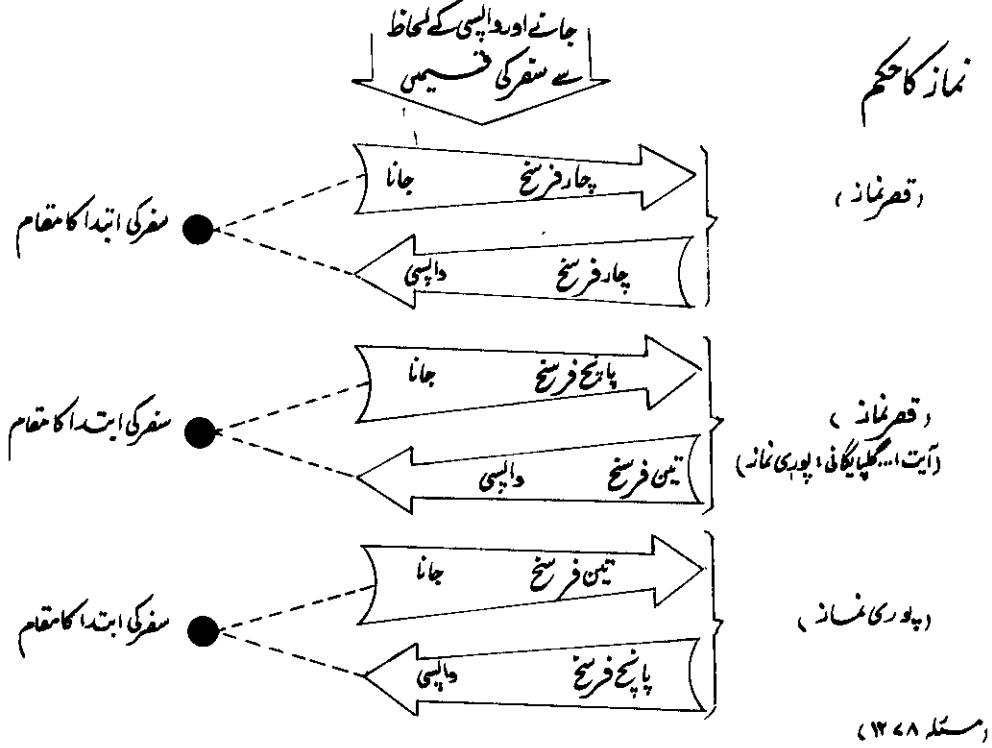 جانے اور واپسی کے لحاظ
سے سفر کی قسمیں
نماز کا حکم
(قصر نماز)
چار فرسخ جانا
سفر کی ابتدا کا مقام
چار فرسخ واپسی
پانچ فرسخ جانا
(قصر نماز)
(آیت ا... گلپایگانی: پوری نماز)
سفر کی ابتدا کا مقام
تین فرسخ واپسی
تین فرسخ جانا
(پوری نماز)
سفر کی ابتدا کا مقام
پانچ فرسخ واپسی
(مسئلہ ۱۲۷۸)